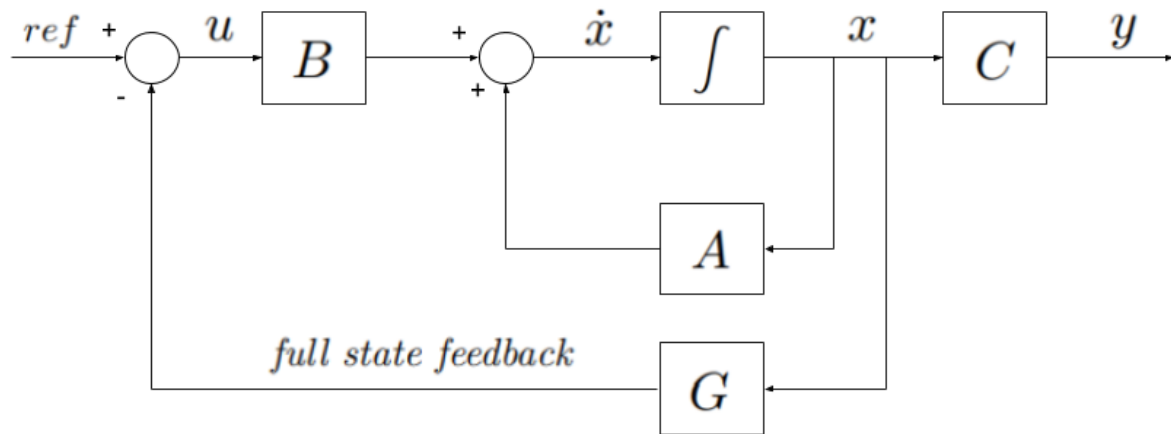 ref + u + ẋ x y
B ∫ C
- +
A
full state feedback
G